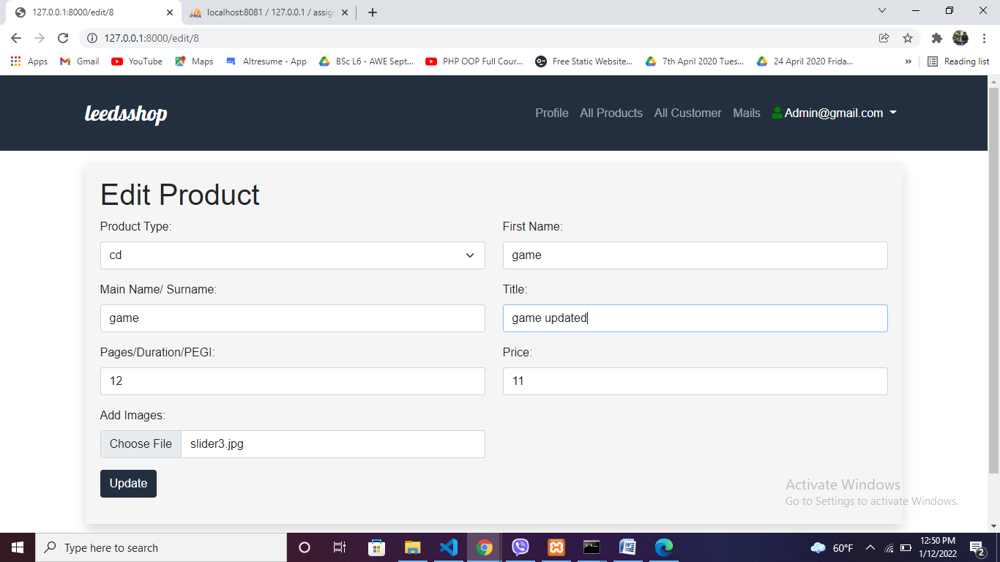 127.0.0.1:8000/edit/8
localhost:8081 / 127.0.0.1 / assig
127.0.0.1:8000/edit/8
Apps Gmail YouTube Maps Altresume - App BSc L6 - AWE Sept... PHP OOP Full Cour... Free Static Website... 7th April 2020 Tues... 24 April 2020 Frida... » Reading list
leedsshop Profile All Products All Customer Mails Admin@gmail.com
Edit Product
Product Type: First Name:
cd game
Main Name/ Surname: Title:
game game updated
Pages/Duration/PEGI: Price:
12 11
Add Images:
Choose File slider3.jpg
Update
Activate Windows
Go to Settings to activate Windows.
Type here to search 60°F 12:50 PM
1/12/2022
2